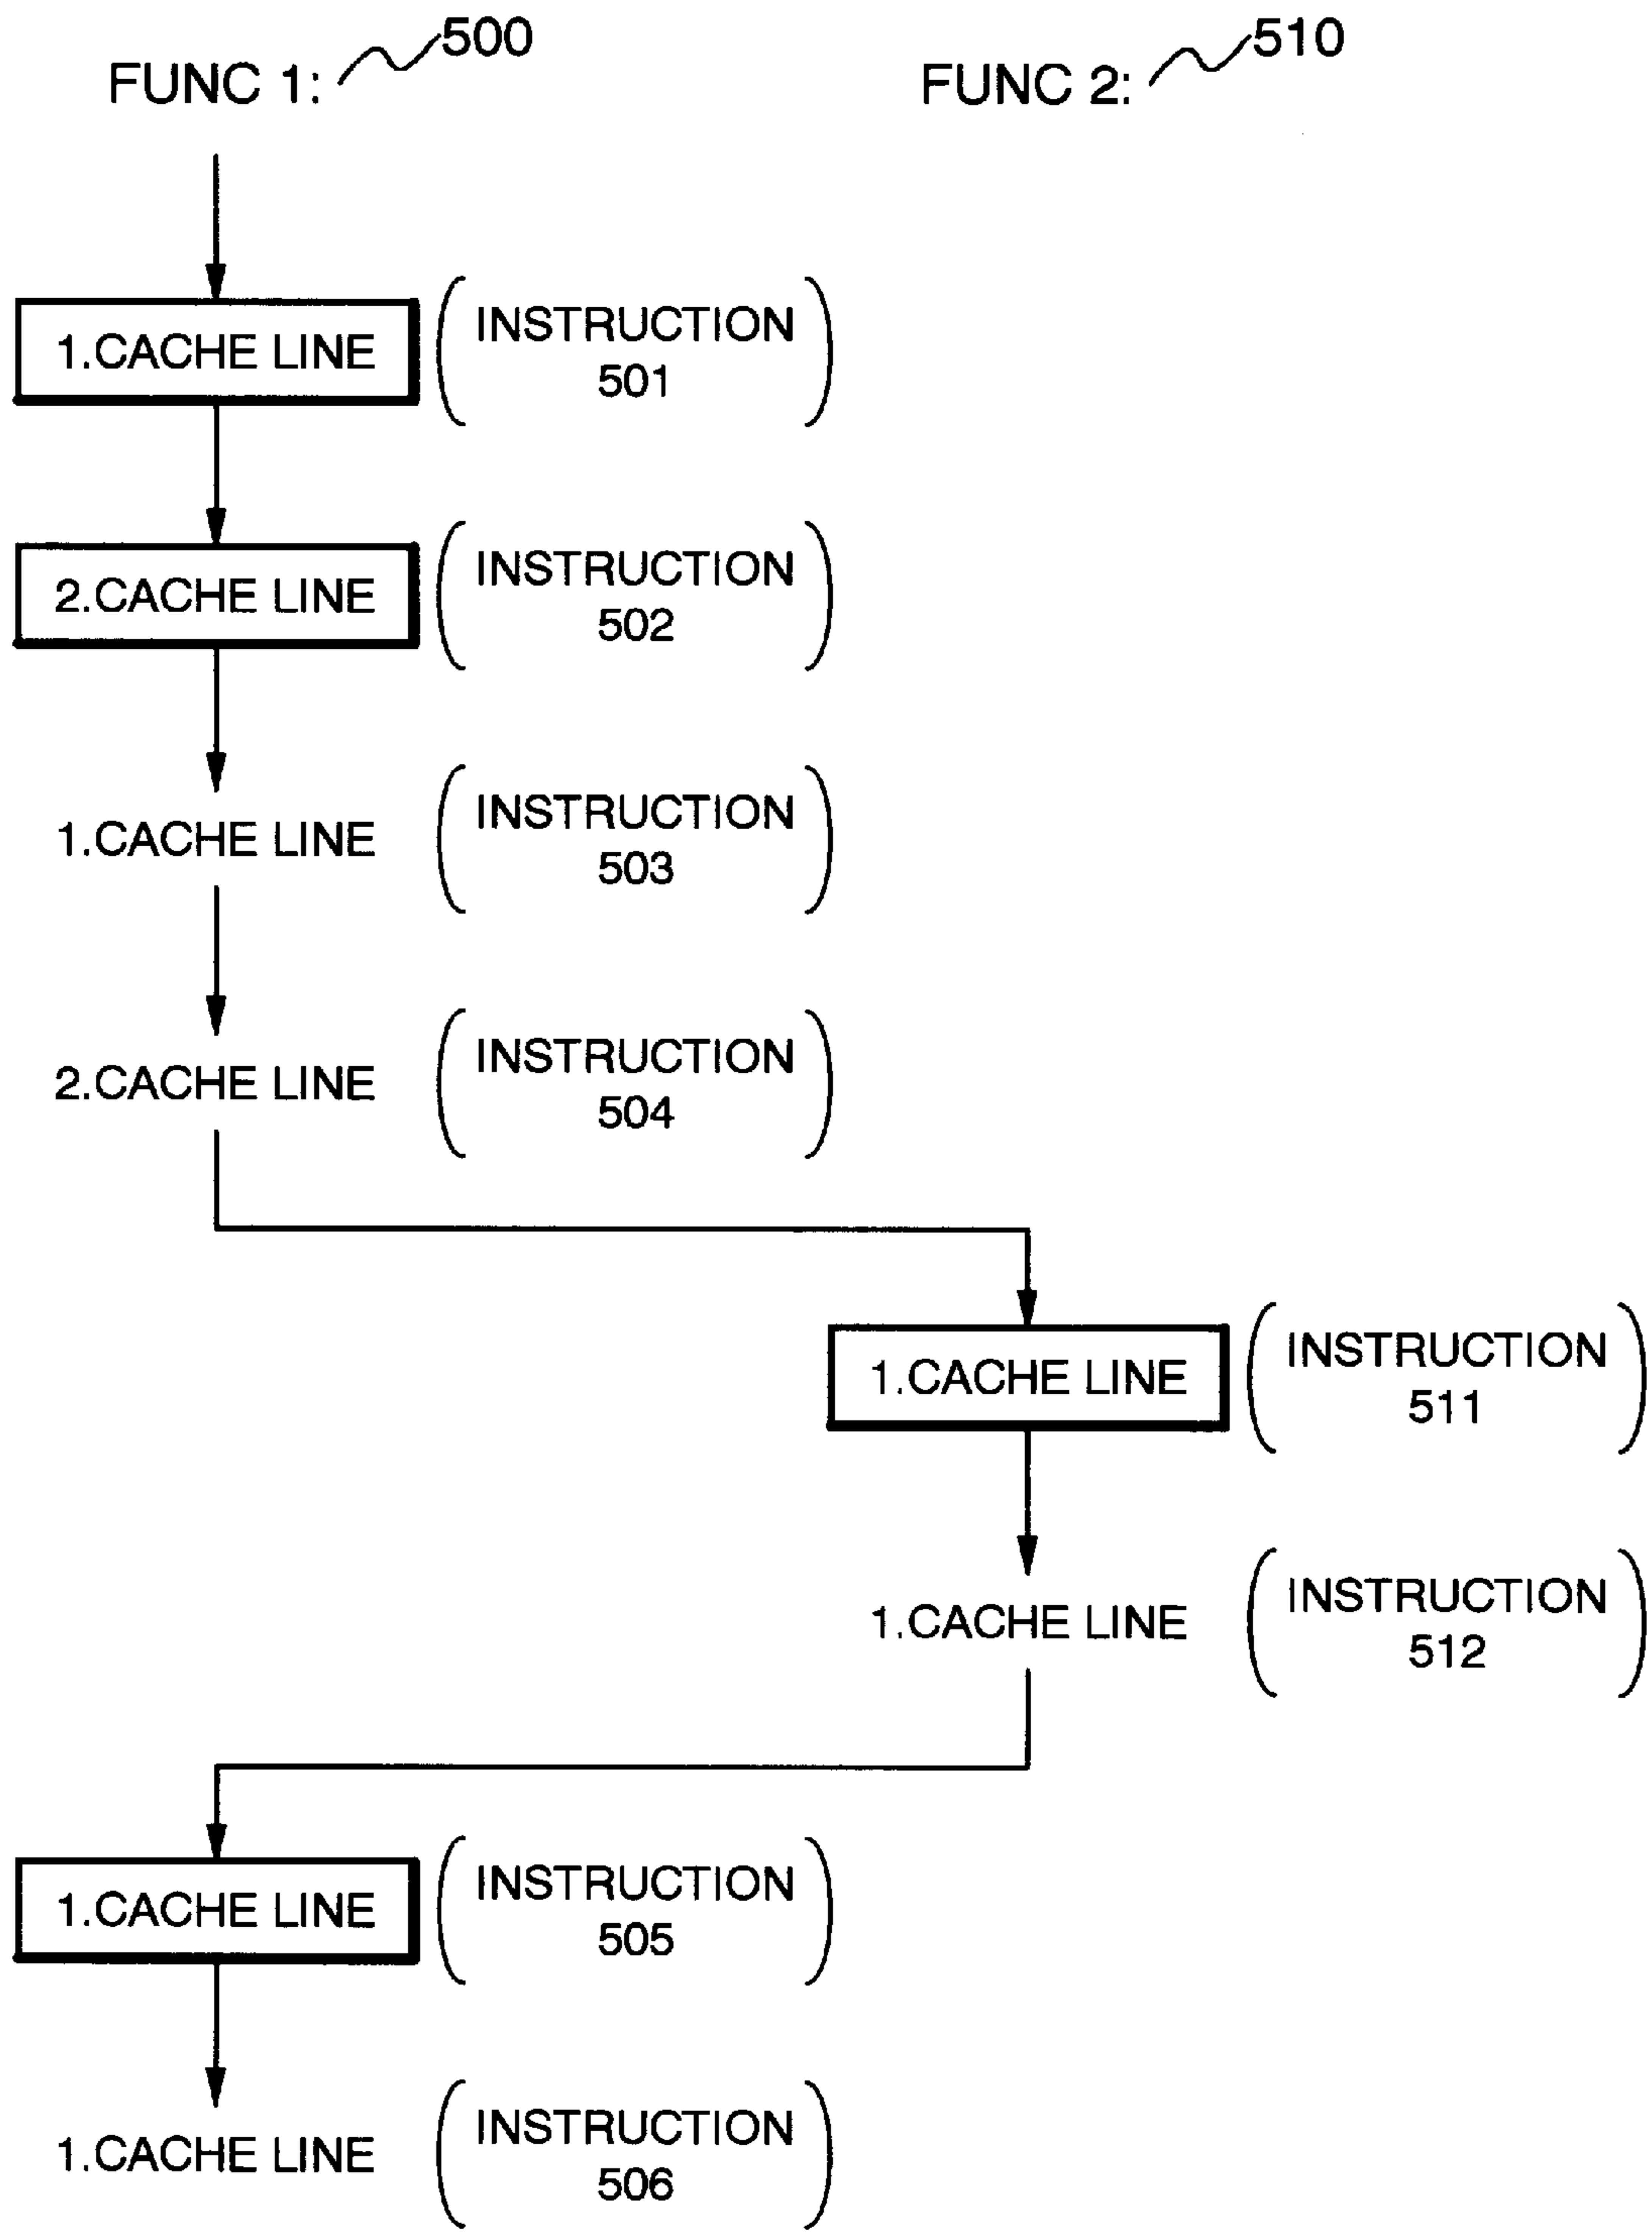 FUNC 1: 500
FUNC 2: 510
1.CACHE LINE
INSTRUCTION
501
2.CACHE LINE
INSTRUCTION
502
1.CACHE LINE
INSTRUCTION
503
2.CACHE LINE
INSTRUCTION
504
1.CACHE LINE
INSTRUCTION
511
1.CACHE LINE
INSTRUCTION
512
1.CACHE LINE
INSTRUCTION
505
1.CACHE LINE
INSTRUCTION
506